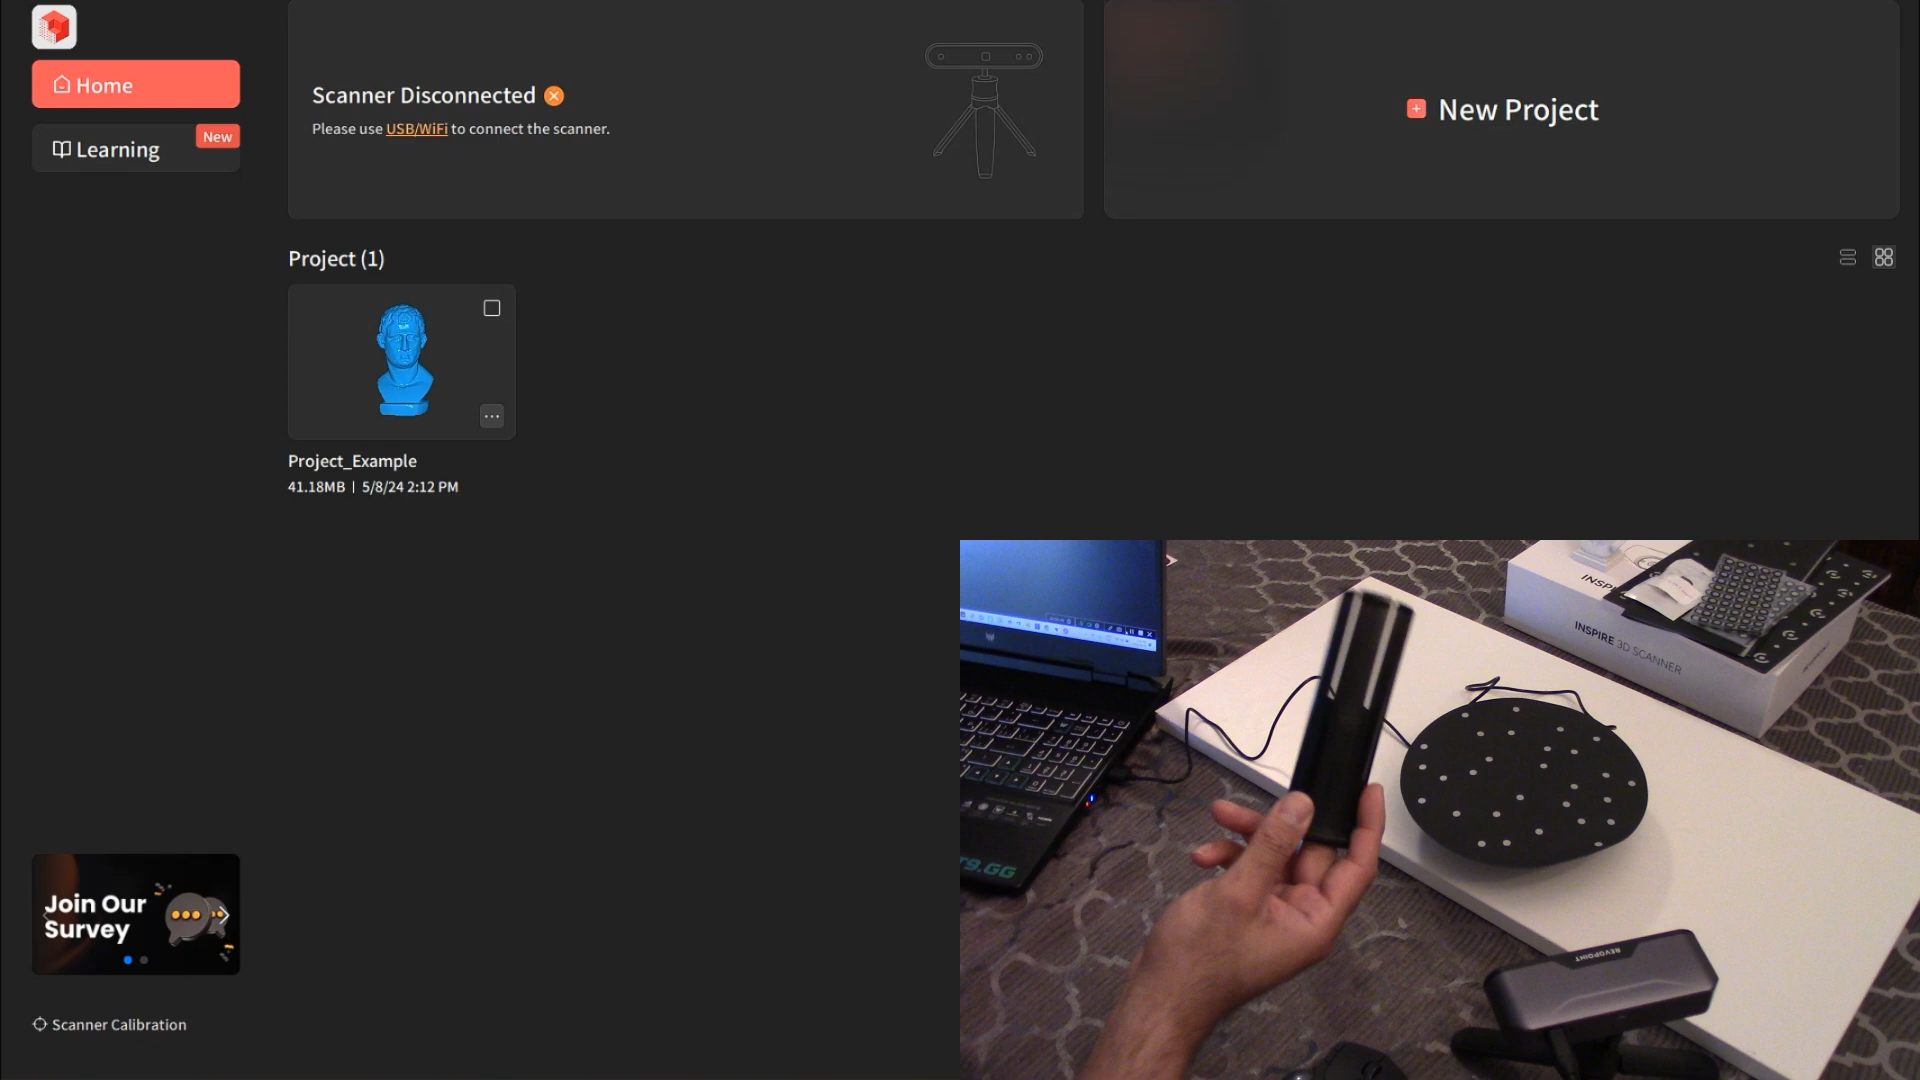 Home
Learning
New
Scanner Disconnected
Please use USB/WiFi to connect the scanner.
New Project
Project (1)
Project_Example
41.18MB | 5/8/24 2:12 PM
Join Our
Survey
Scanner Calibration
INSPIRE 3D SCANNER
REVOPOINT